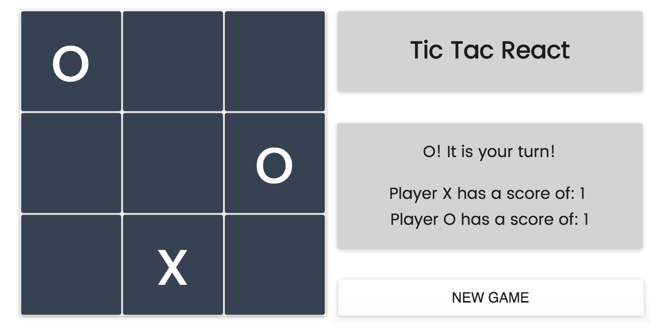 O
O
X
Tic Tac React
O! It is your turn!
Player X has a score of: 1
Player O has a score of: 1
NEW GAME